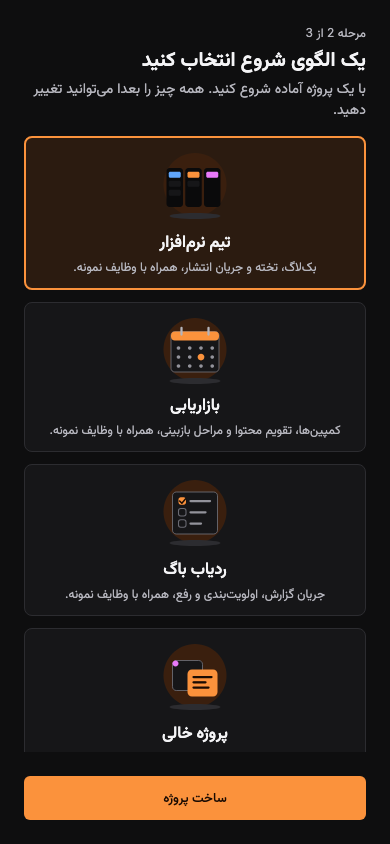 مرحله 2 از 3
یک الگوی شروع انتخاب کنید
با یک پروژه آماده شروع کنید. همه چیز را بعدا می‌توانید تغییر
دهید.
تیم نرم‌افزار
بک‌لاگ، تخته و جریان انتشار، همراه با وظایف نمونه.
بازاریابی
کمپین‌ها، تقویم محتوا و مراحل بازبینی، همراه با وظایف نمونه.
ردیاب باگ
جریان گزارش، اولویت‌بندی و رفع، همراه با وظایف نمونه.
پروژه خالی
ساخت پروژه